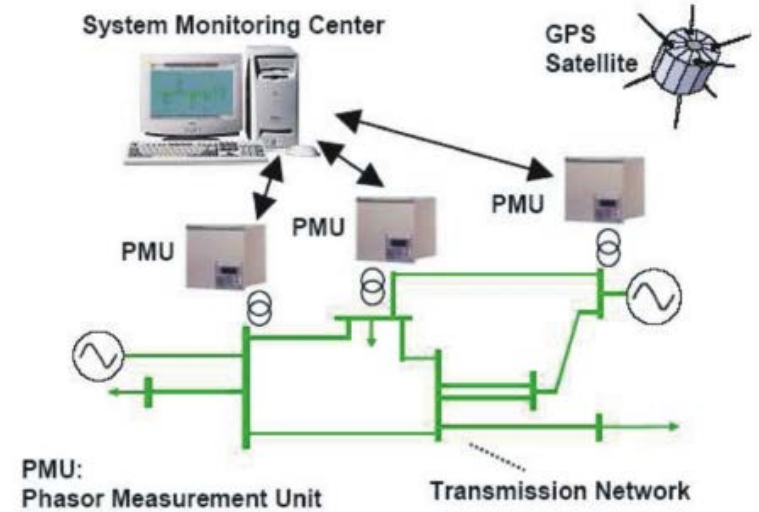 System Monitoring Center
GPS
Satellite
PMU
PMU
PMU
PMU:
Phasor Measurement Unit
Transmission Network